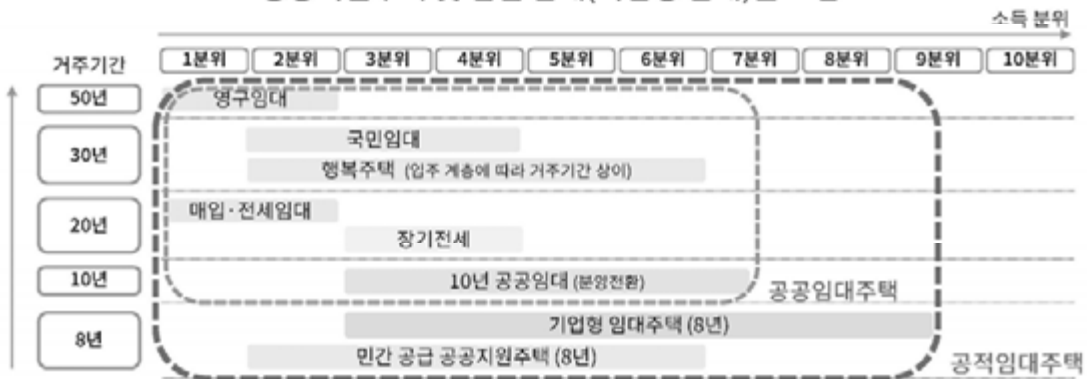 소득 분위
거주기간
1분위 2분위 3분위 4분위 5분위 6분위 7분위 8분위 9분위 10분위
50년
영구임대
30년
국민임대
행복주택 (입주 계층에 따라 거주기간 상이)
20년
매입·전세임대
장기전세
10년
10년 공공임대 (분양전환)
공공임대주택
8년
기업형 임대주택 (8년)
민간 공급 공공지원주택 (8년)
공적임대주택